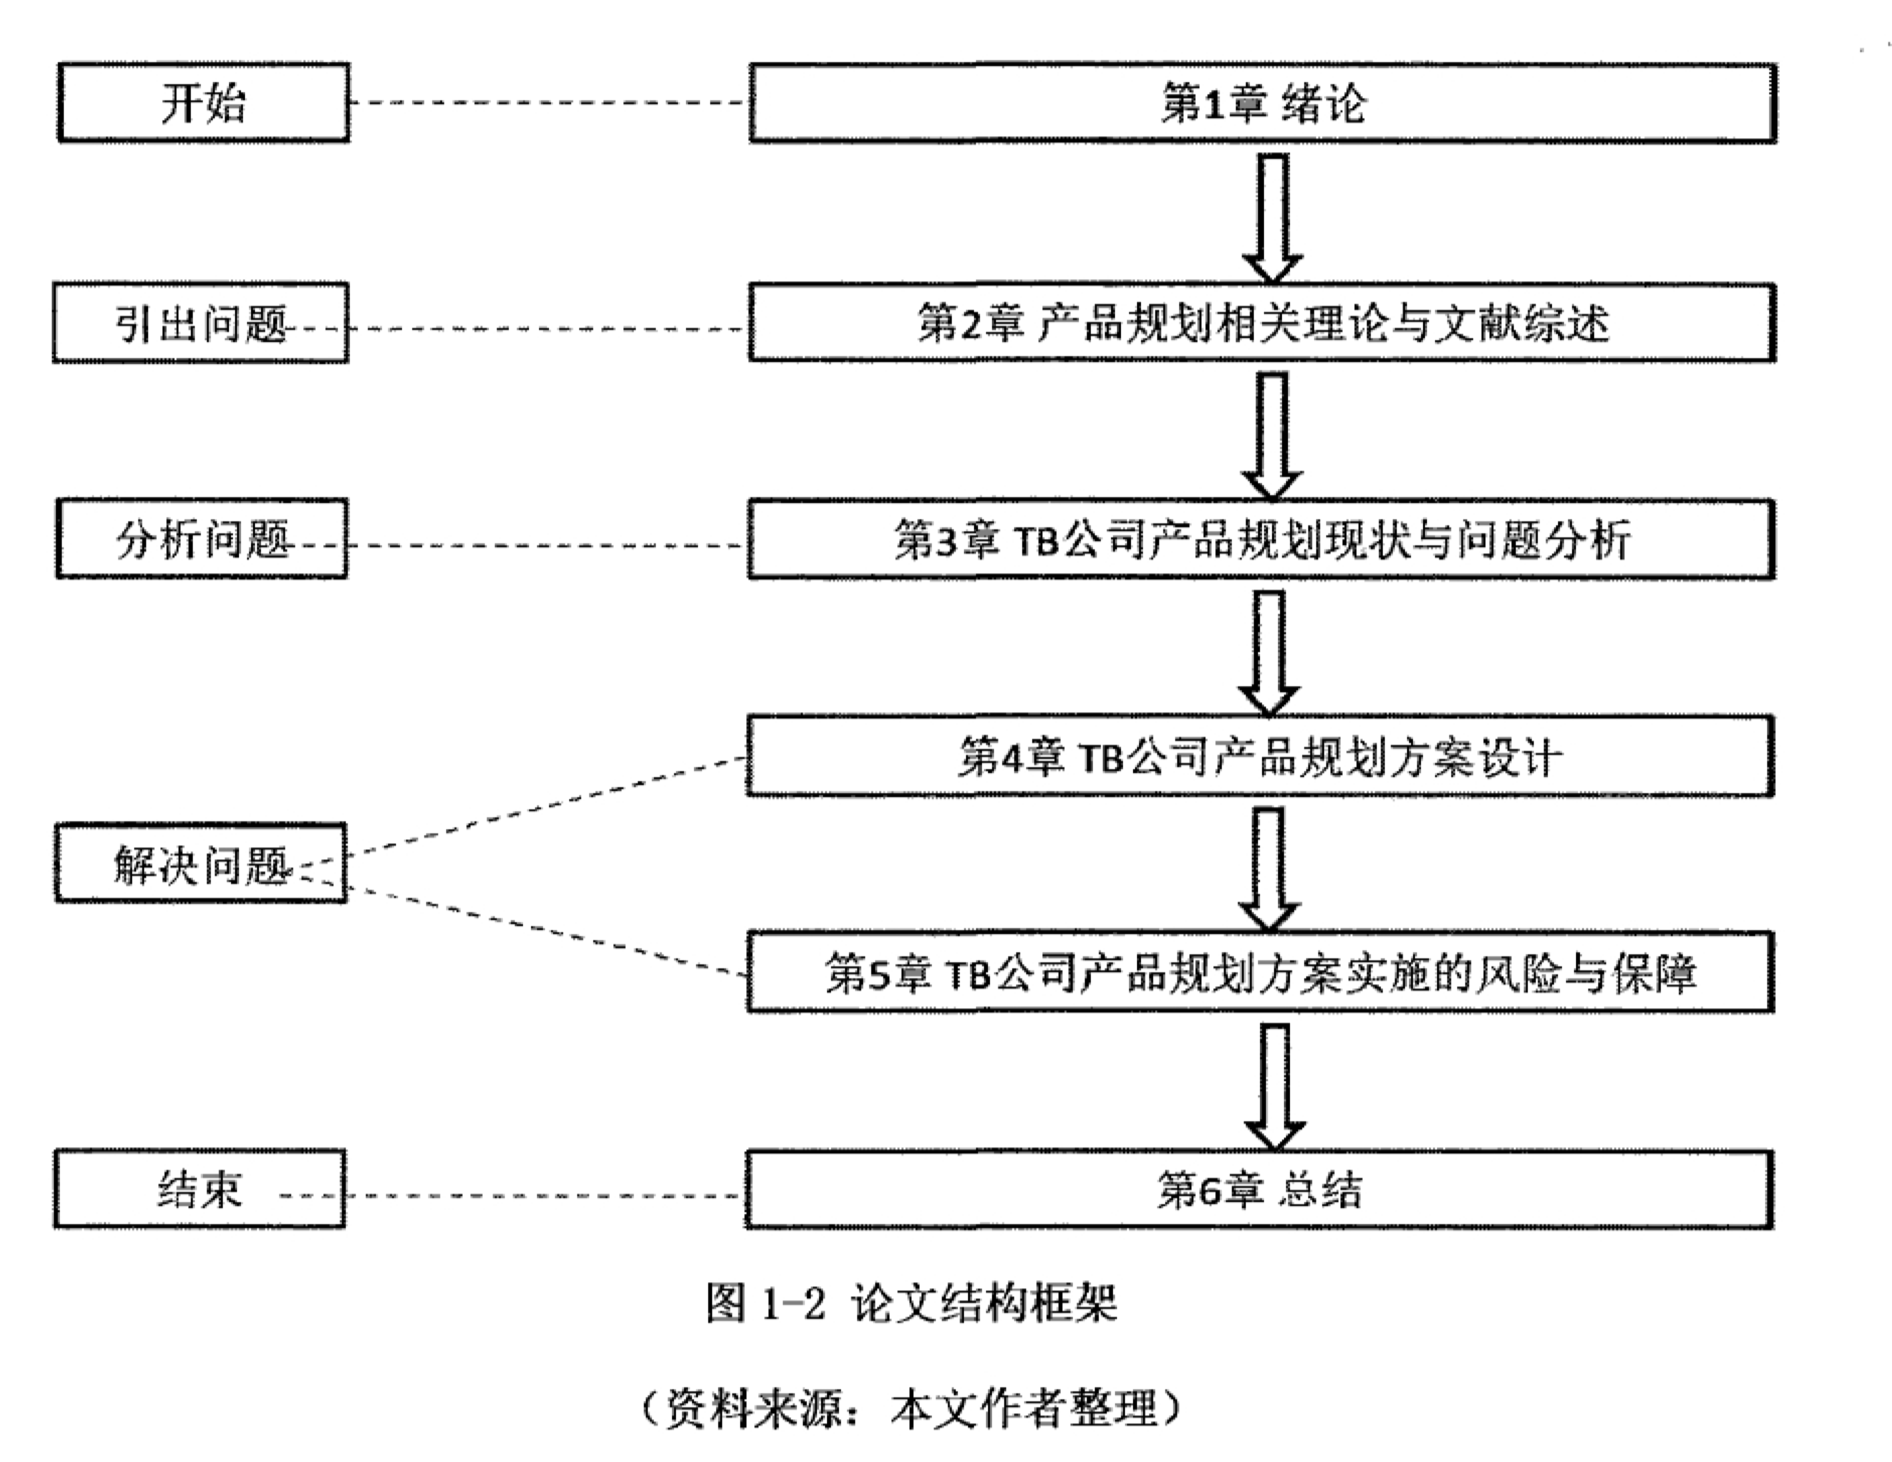 开始
第1章 绪论
引出问题
第2章 产品规划相关理论与文献综述
分析问题
第3章 TB公司产品规划现状与问题分析
第4章 TB公司产品规划方案设计
解决问题
第5章 TB公司产品规划方案实施的风险与保障
结束
第6章 总结
图 1-2 论文结构框架
（资料来源：本文作者整理）